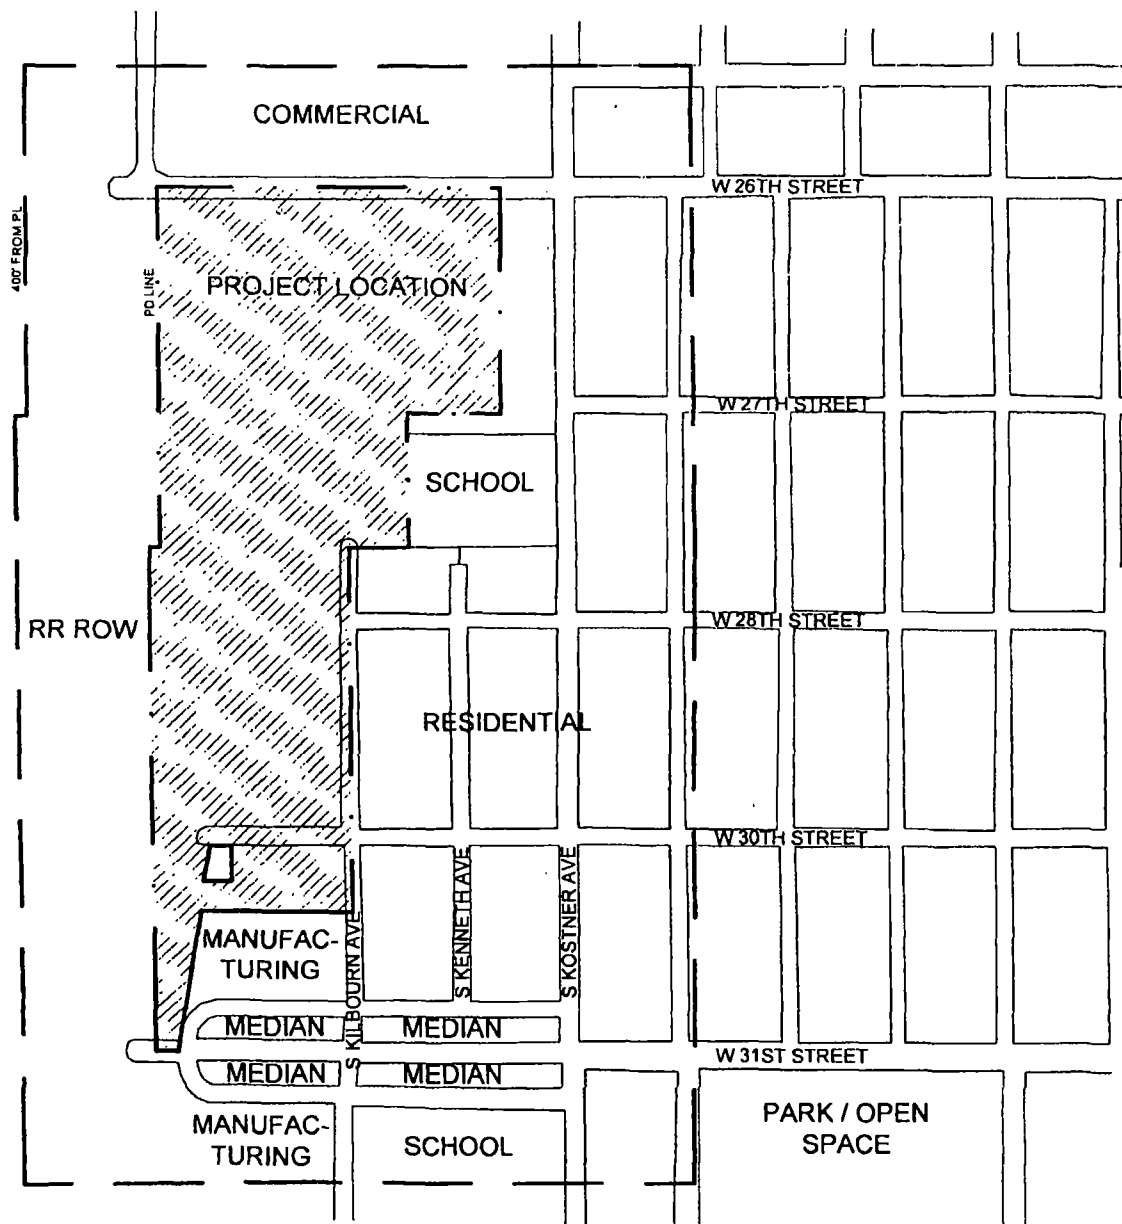 COMMERCIAL
W 26TH STREET
400' FROM PL
PD LINE
PROJECT LOCATION
W 27TH STREET
SCHOOL
W 28TH STREET
RR ROW
RESIDENTIAL
W 30TH STREET
S KILBOURN AVE
S KENNETH AVE
S KOSTNER AVE
MANUFAC-
TURING
MEDIAN
MEDIAN
W 31ST STREET
MEDIAN
MEDIAN
MANUFAC-
TURING
SCHOOL
PARK / OPEN
SPACE